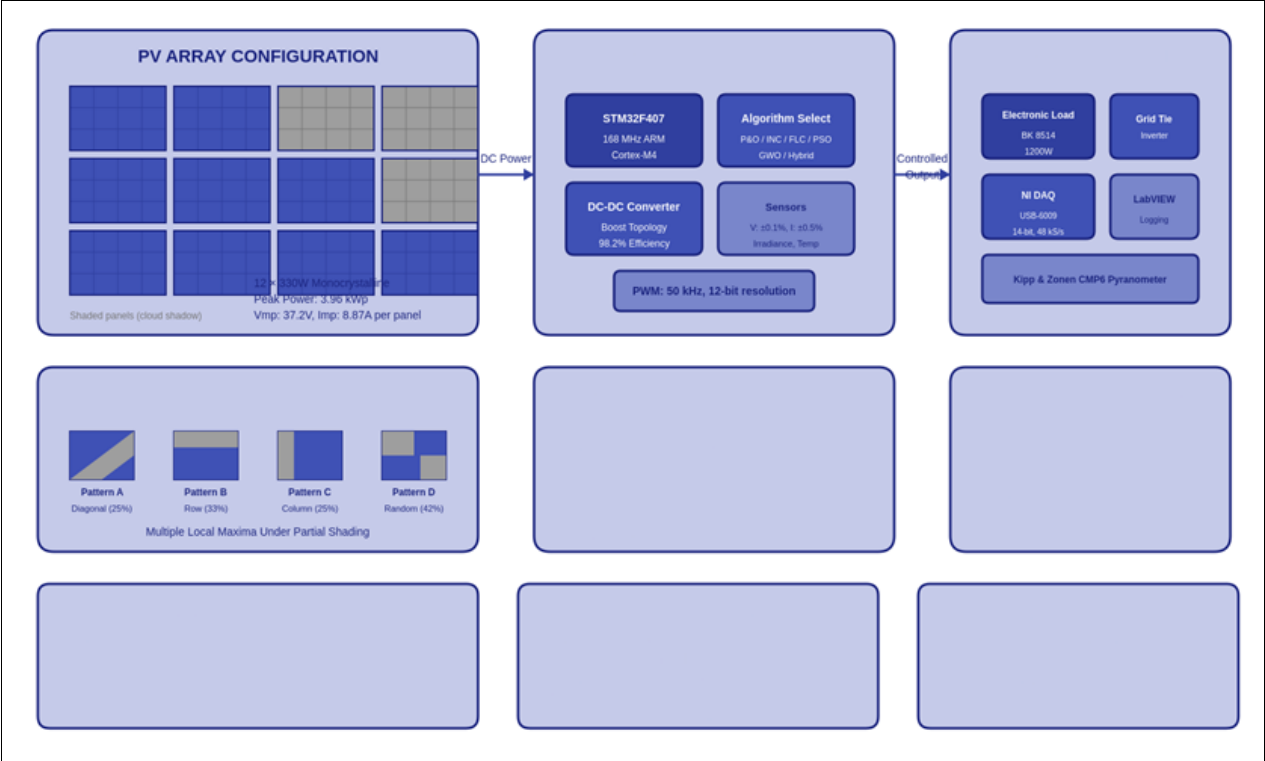 PV ARRAY CONFIGURATION
12 × 330W Monocrystalline
Peak Power: 3.96 kWp
Shaded panels (cloud shadow)
Vmp: 37.2V, Imp: 8.87A per panel
DC Power
STM32F407
168 MHz ARM
Cortex-M4
Algorithm Select
P&O / INC / FLC / PSO
GWO / Hybrid
DC-DC Converter
Boost Topology
98.2% Efficiency
Sensors
V: ±0.1%, I: ±0.5%
Irradiance, Temp
PWM: 50 kHz, 12-bit resolution
Controlled
Output
Electronic Load
BK 8514
1200W
Grid Tie
Inverter
NI DAQ
USB-6009
14-bit, 48 kS/s
LabVIEW
Logging
Kipp & Zonen CMP6 Pyranometer
Pattern A
Diagonal (25%)
Pattern B
Row (33%)
Pattern C
Column (25%)
Pattern D
Random (42%)
Multiple Local Maxima Under Partial Shading